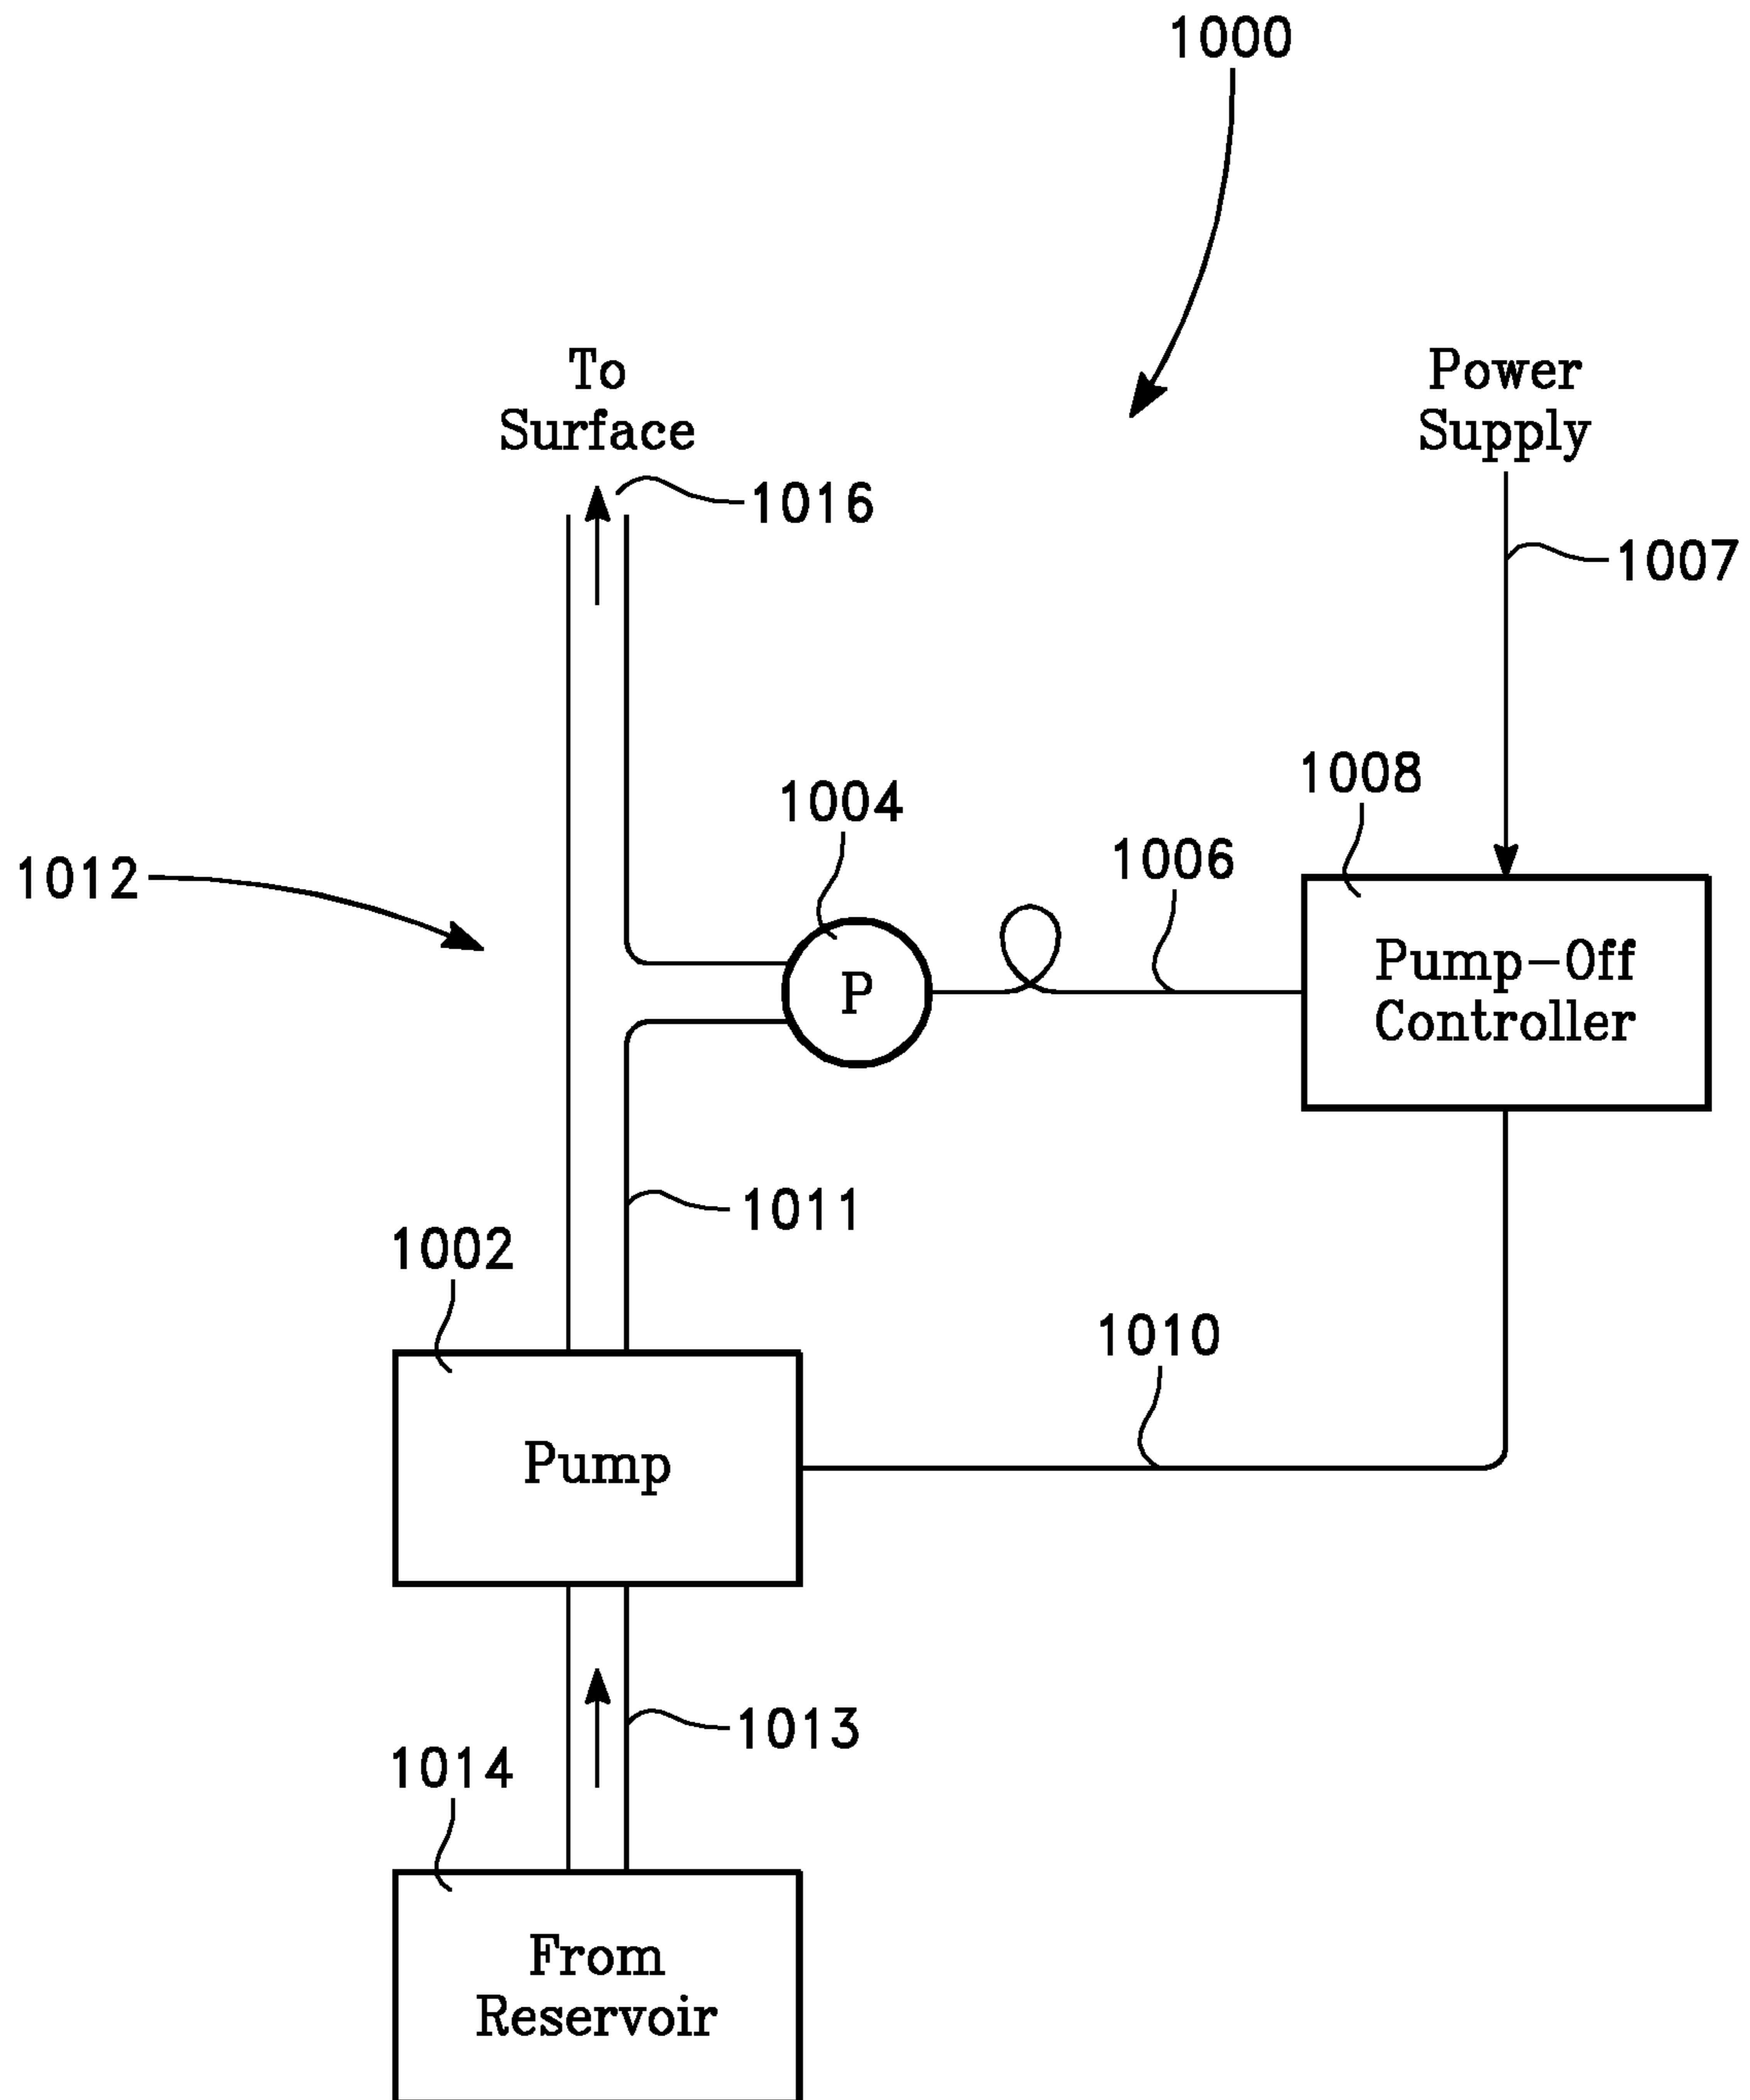 1000
To
Surface
Power
Supply
1016
1007
1008
1004
1006
1012
P
Pump-Off
Controller
1011
1002
1010
Pump
1013
1014
From
Reservoir